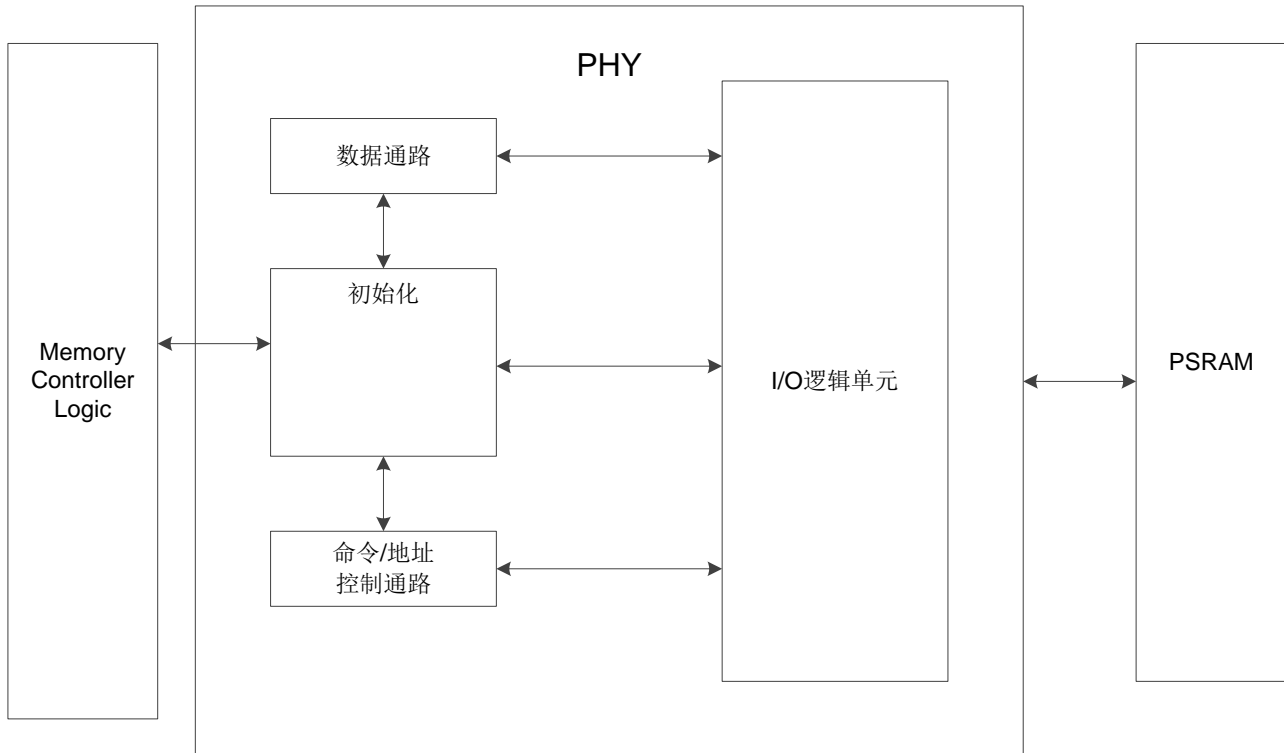 PHY
数据通路
初始化
Memory
Controller
Logic
I/O逻辑单元
PSRAM
命令/地址
控制通路